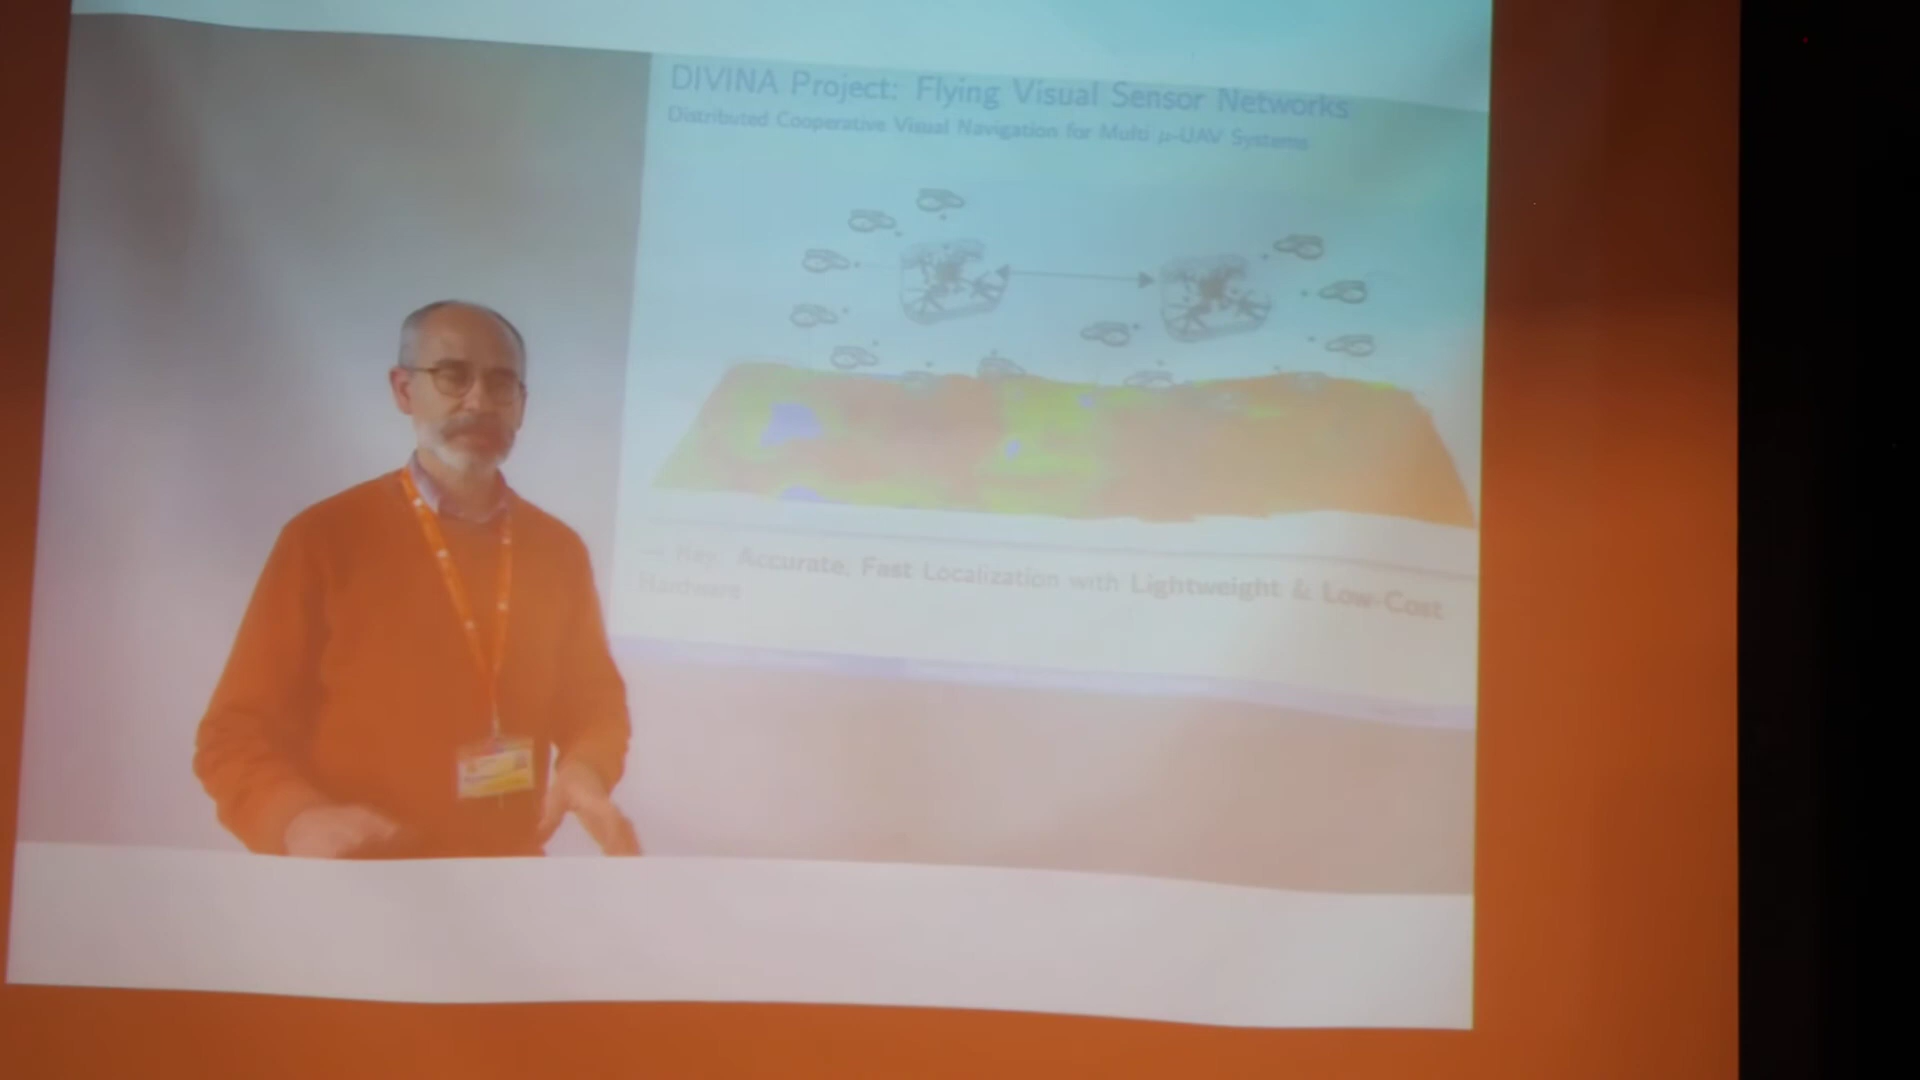 DIVINA Project: Flying Visual Sensor Networks
Distributed Cooperative Visual Navigation for Multi μ-UAV Systems
→ Key: Accurate, Fast Localization with Lightweight & Low-Cost
Hardware